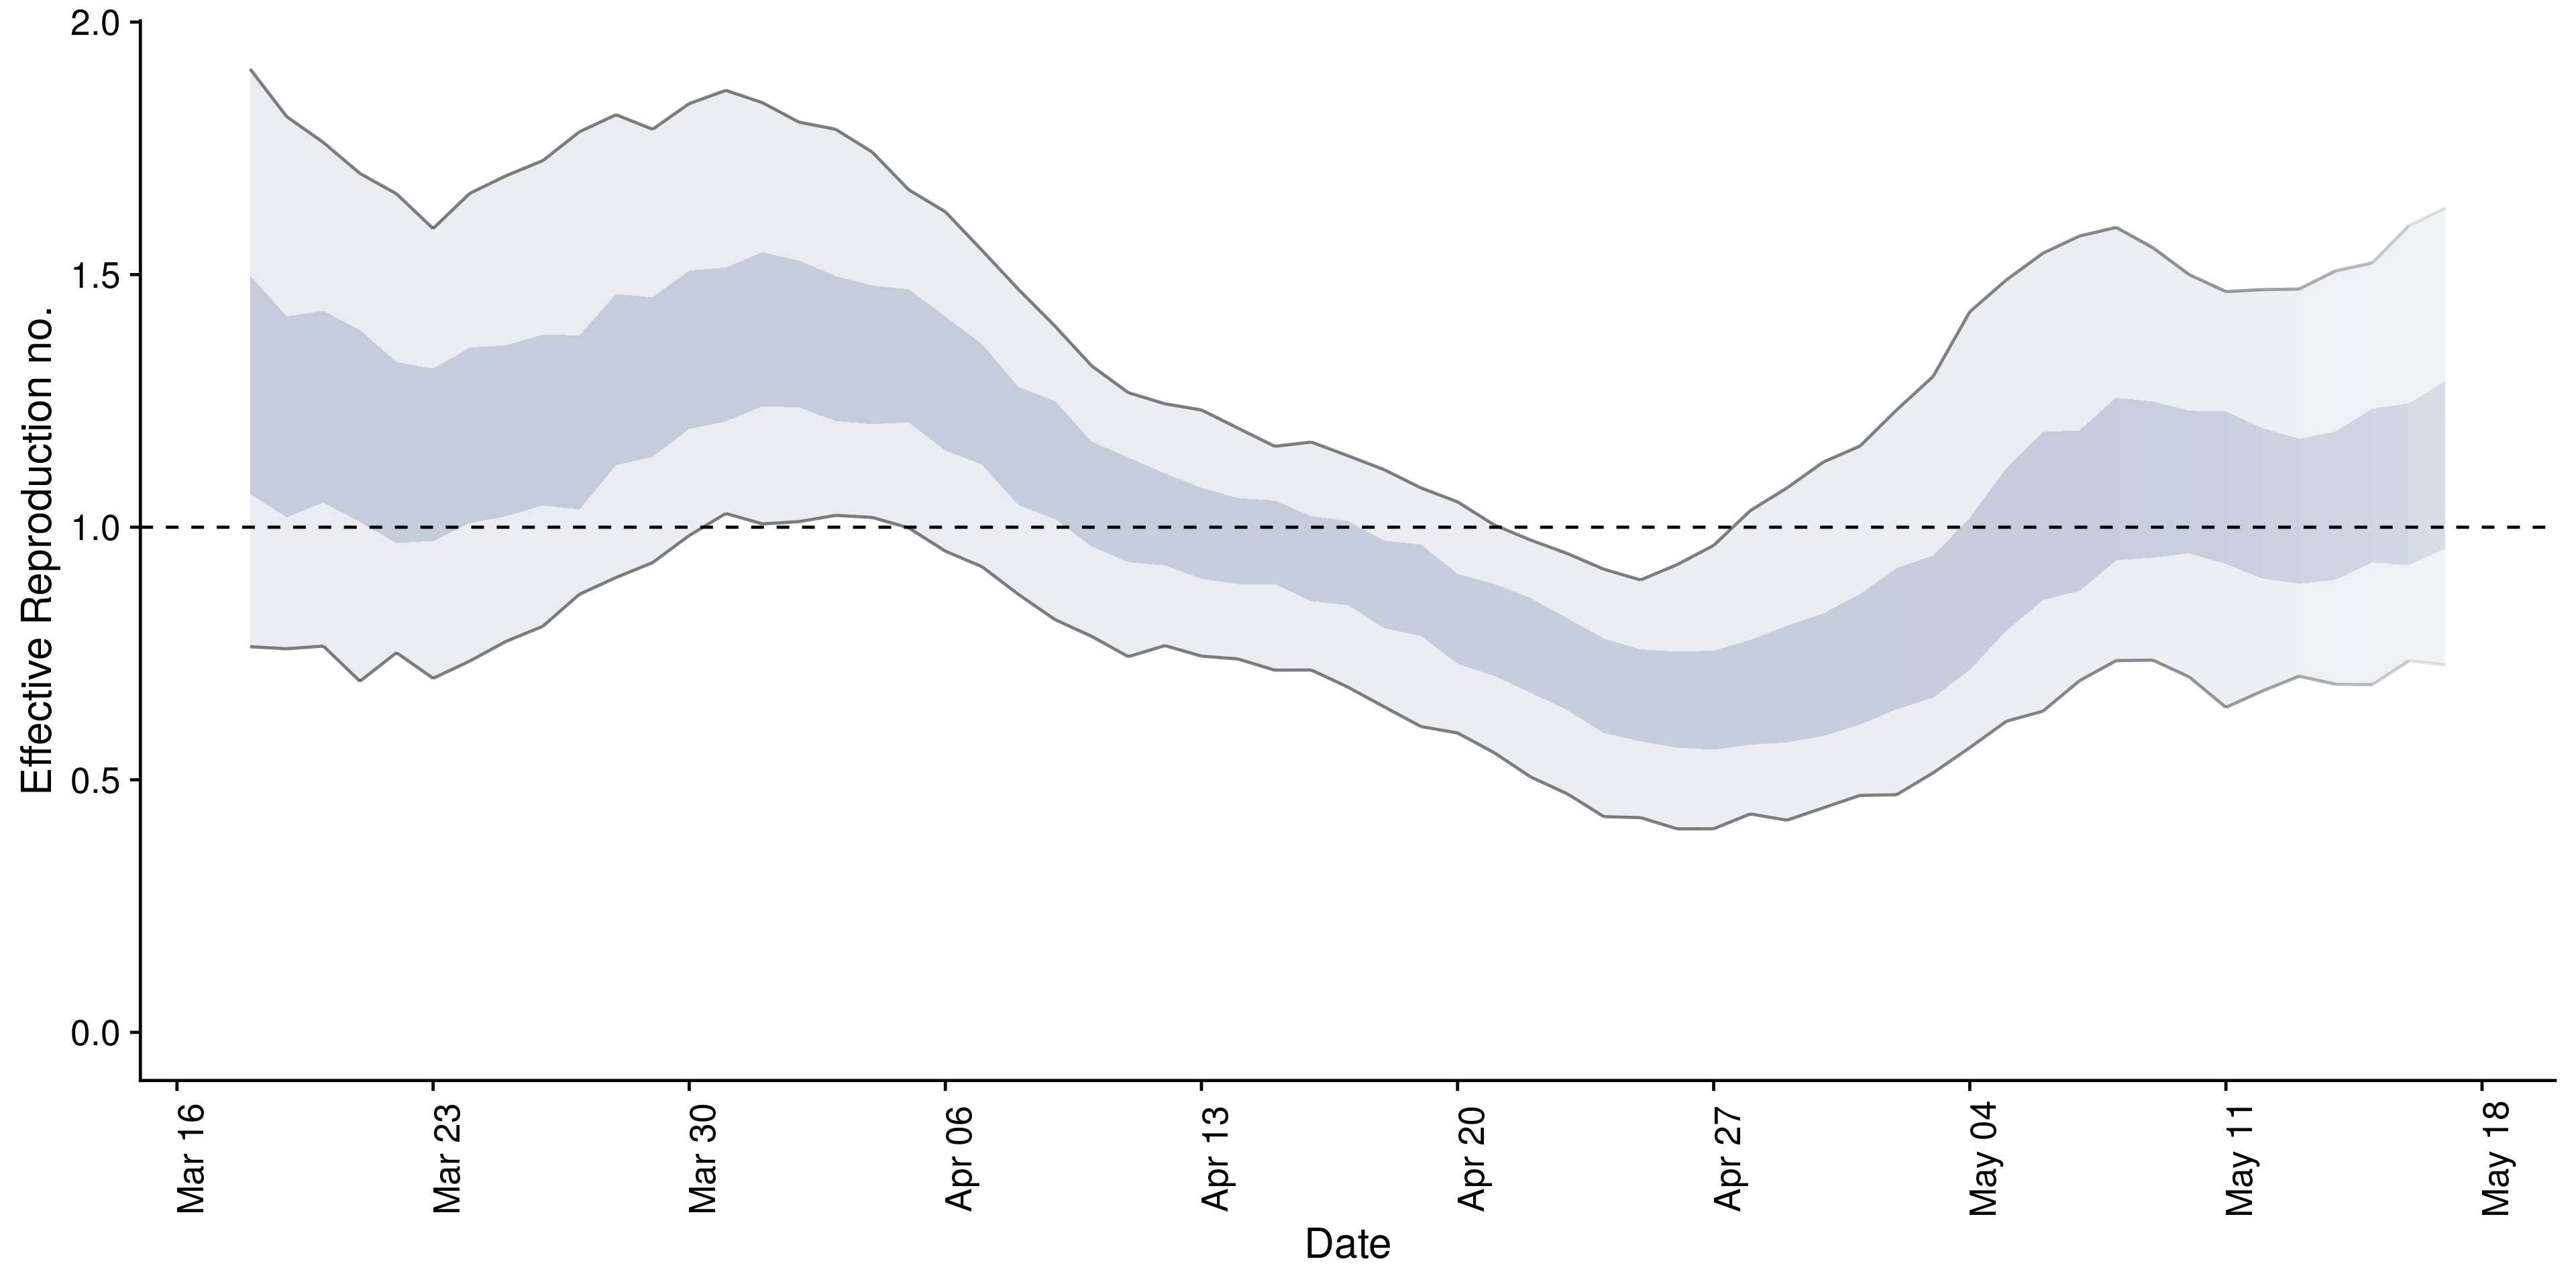 Effective Reproduction no.
2.0
1.5
1.0
0.5
0.0
Mar 16
Mar 23
Mar 30
Apr 06
Apr 13
Apr 20
Apr 27
May 04
May 11
May 18
Date